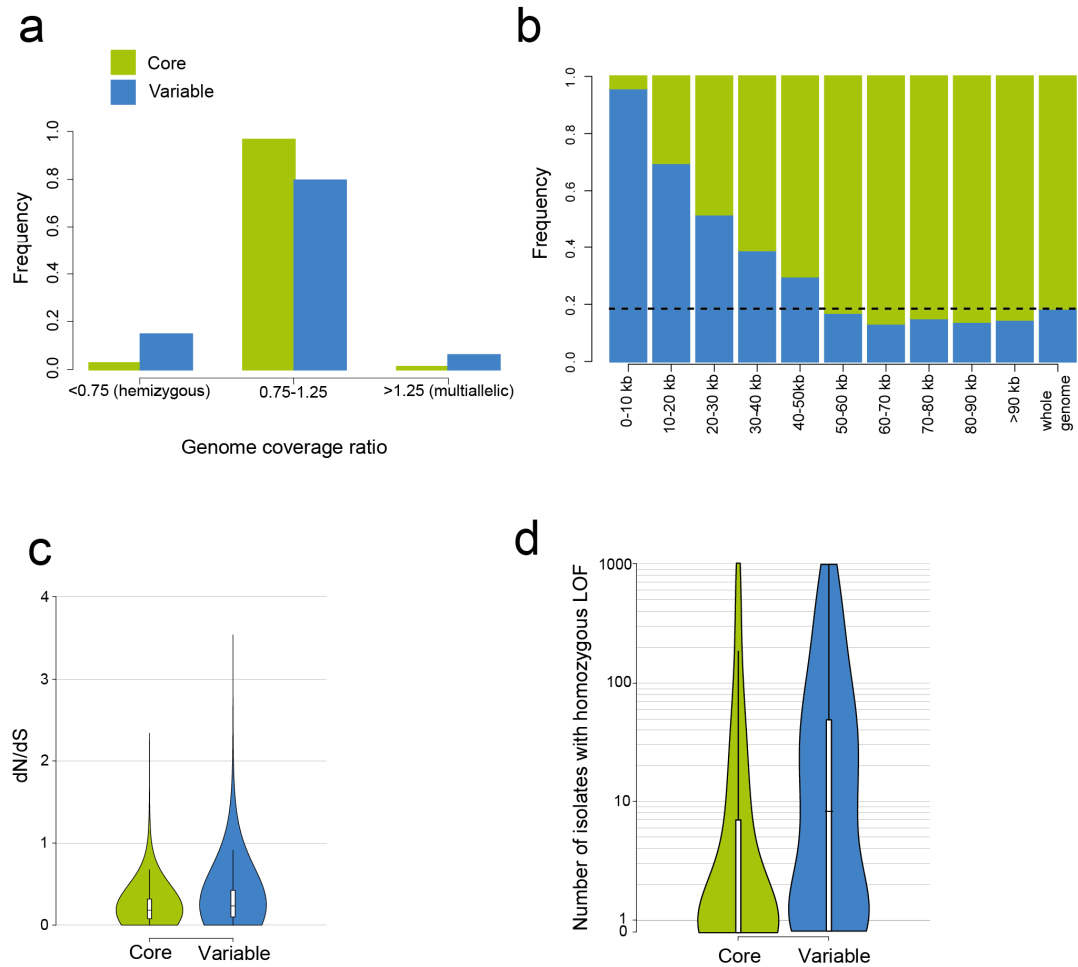 a
Core
Variable
Frequency
0.0 0.2 0.4 0.6 0.8 1.0
<0.75 (hemizygous) 0.75-1.25 >1.25 (multiallelic)
Genome coverage ratio
b
Frequency
0.0 0.2 0.4 0.6 0.8 1.0
0-10 kb
10-20 kb
20-30 kb
30-40 kb
40-50kb
50-60 kb
60-70 kb
70-80 kb
80-90 kb
>90 kb
whole
genome
c
dN/dS
4
3
2
1
0
Core Variable
d
Number of isolates with homozygous LOF
1000
100
10
1
0
Core Variable